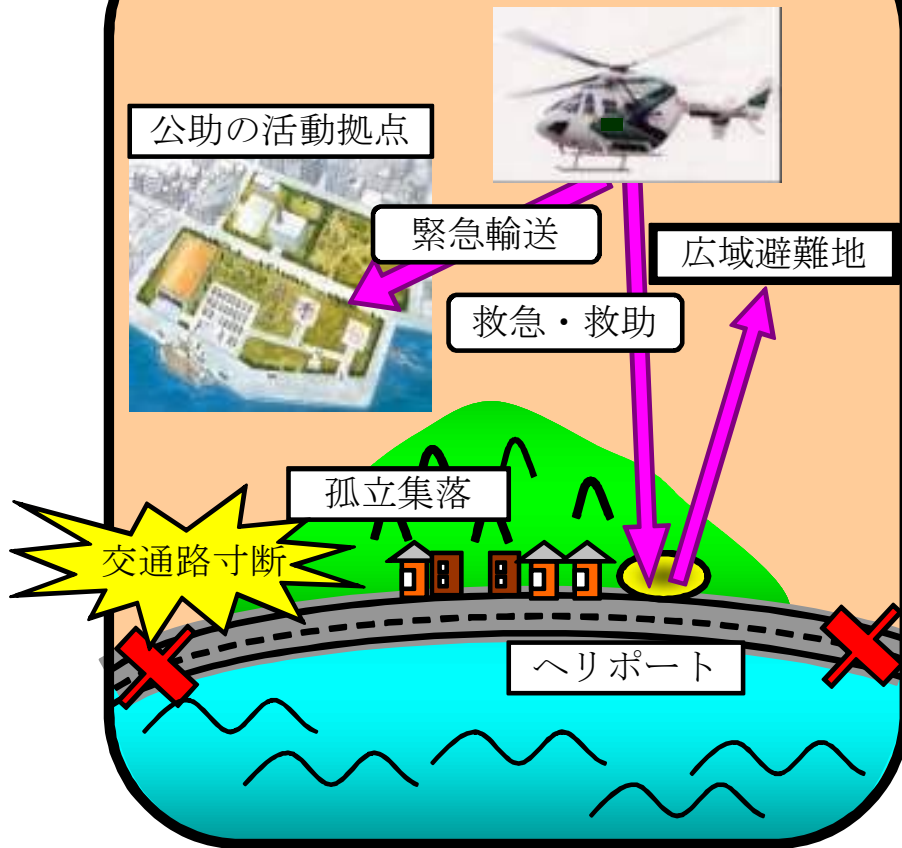 公助の活動拠点
緊急輸送
広域避難地
救急・救助
孤立集落
交通路寸断
ヘリポート